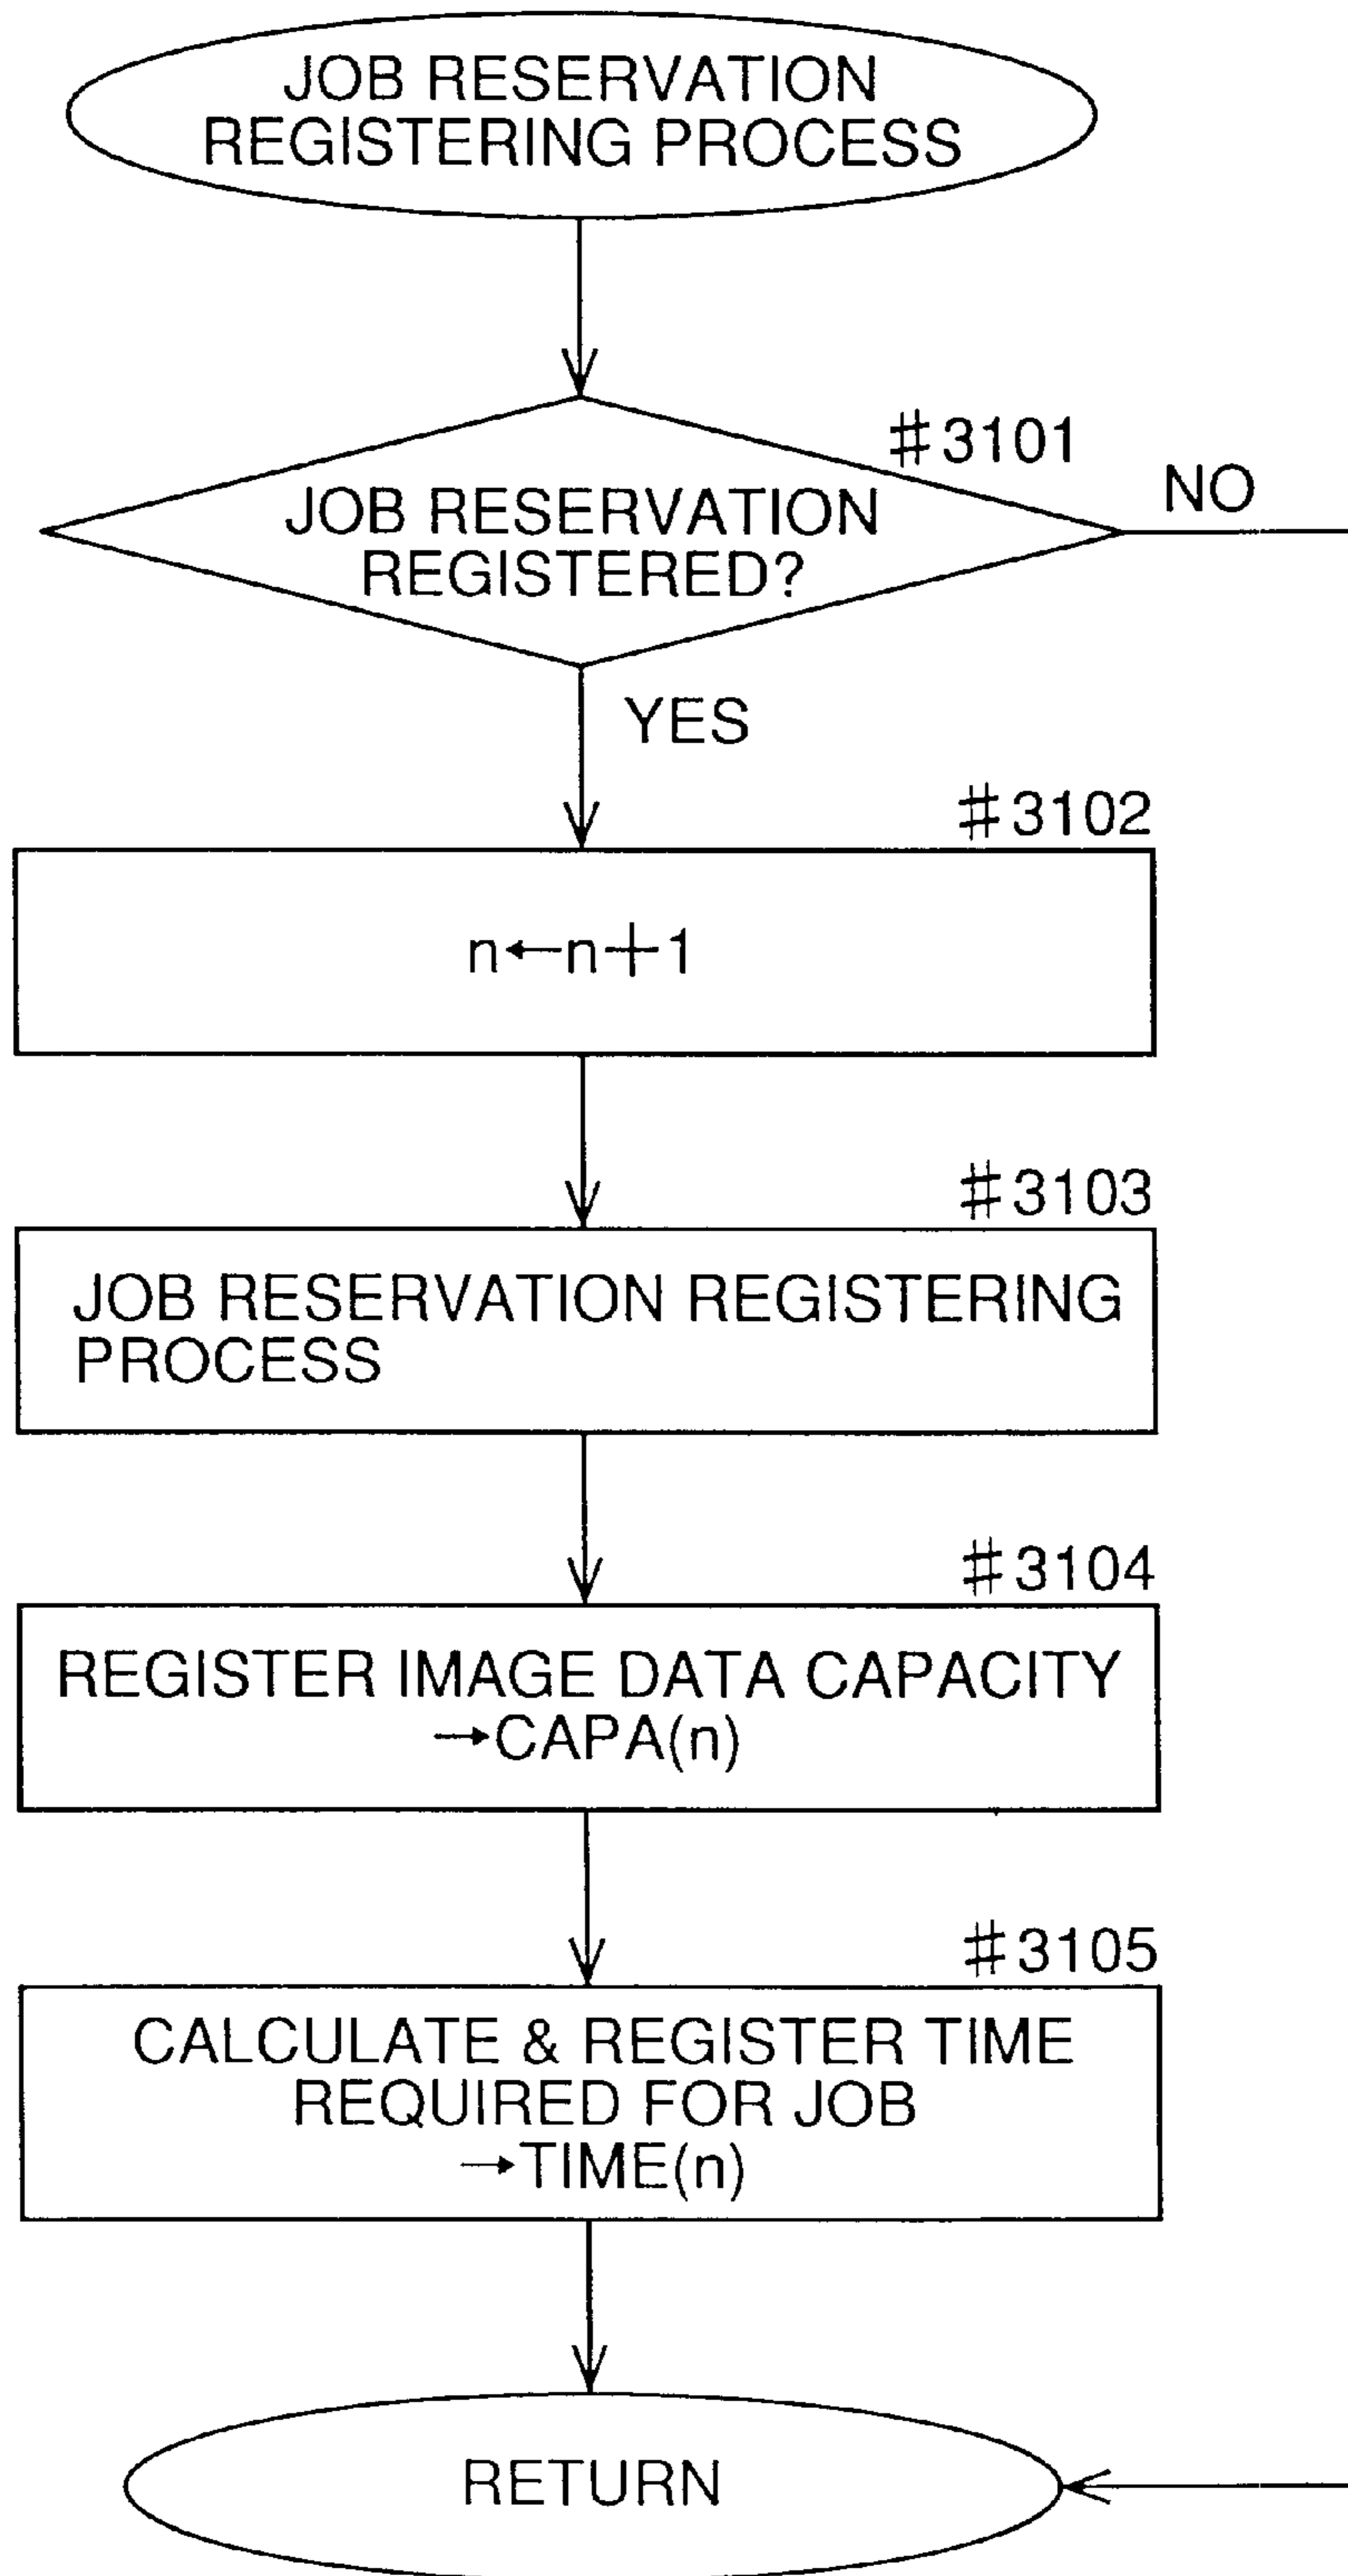 JOB RESERVATION
REGISTERING PROCESS
#3101
JOB RESERVATION
REGISTERED?
NO
YES
#3102
n←n+1
#3103
JOB RESERVATION REGISTERING
PROCESS
#3104
REGISTER IMAGE DATA CAPACITY
→CAPA(n)
#3105
CALCULATE & REGISTER TIME
REQUIRED FOR JOB
→TIME(n)
RETURN